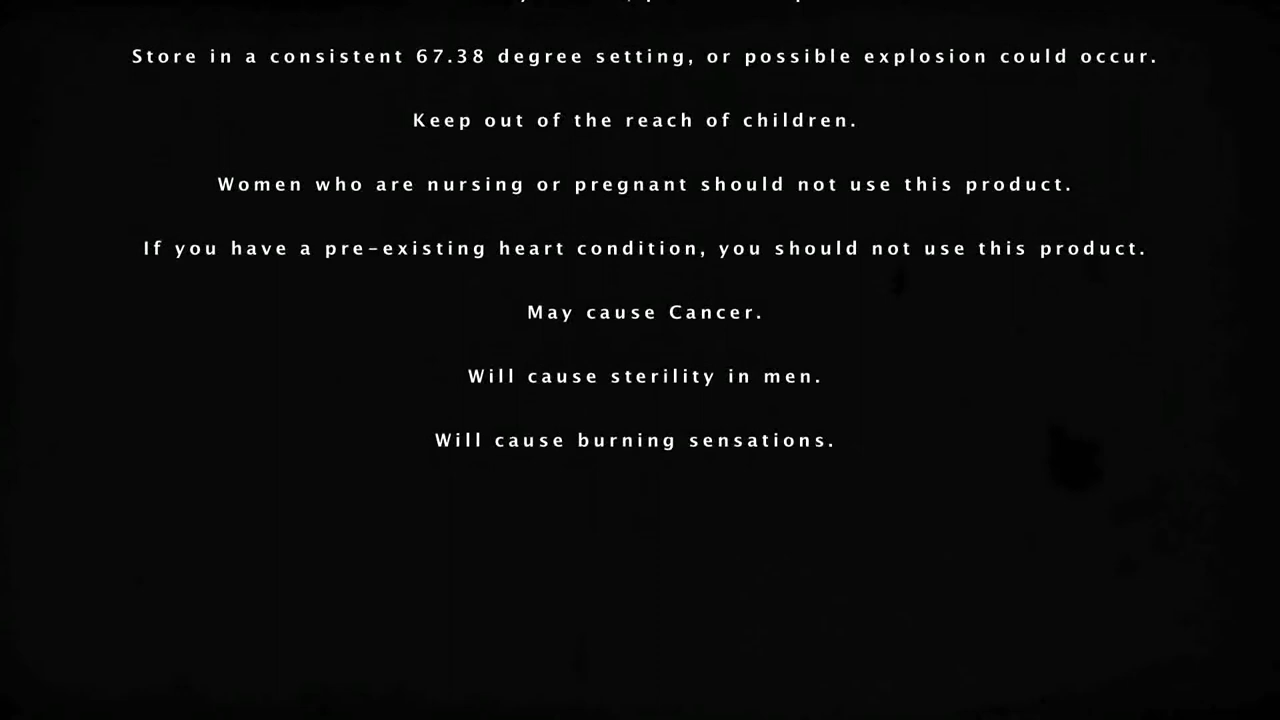 Store in a consistent 67.38 degree setting, or possible explosion could occur.
Keep out of the reach of children.
Women who are nursing or pregnant should not use this product.
If you have a pre-existing heart condition, you should not use this product.
May cause Cancer.
Will cause sterility in men.
Will cause burning sensations.